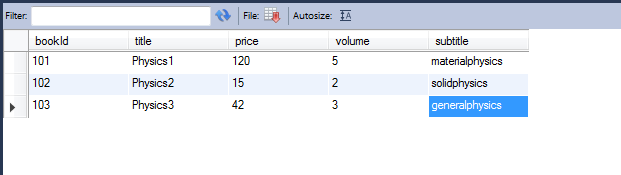 Filter: File: Autosize:
bookId title price volume subtitle
101 Physics1 120 5 materialphysics
102 Physics2 15 2 solidphysics
103 Physics3 42 3 generalphysics